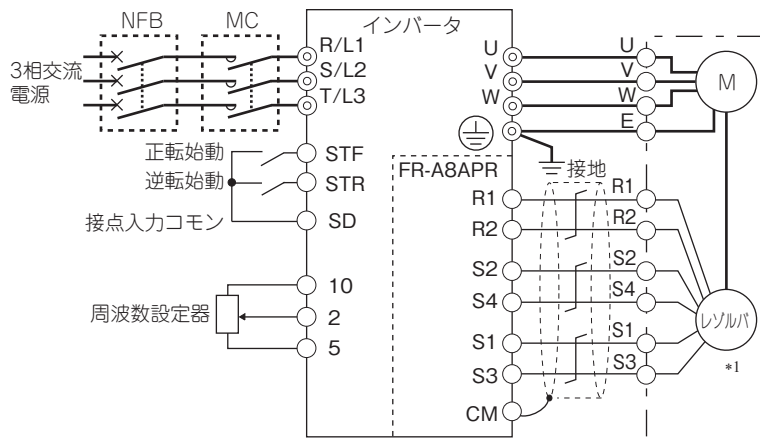 NFB
MC
インバータ
3相交流
電源
R/L1
S/L2
T/L3
U
V
W
U
V
W
E
M
正転始動
逆転始動
接点入力コモン
STF
STR
SD
FR-A8APR
接地
周波数設定器
10
2
5
R1
R2
S2
S4
S1
S3
CM
R1
R2
S2
S4
S1
S3
レゾルバ
*1